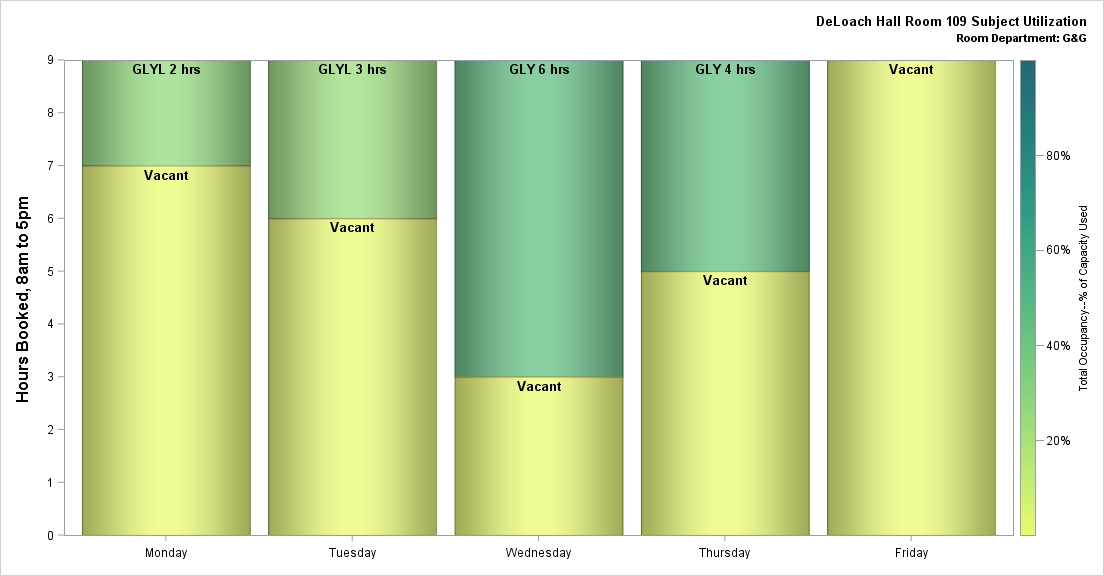 DeLoach Hall Room 109 Subject Utilization
Room Department: G&G
Hours Booked, 8am to 5pm
9
8
7
6
5
4
3
2
1
0
GLYL 2 hrs
Vacant
GLYL 3 hrs
Vacant
GLY 6 hrs
Vacant
GLY 4 hrs
Vacant
Vacant
Monday
Tuesday
Wednesday
Thursday
Friday
80%
60%
40%
20%
Total Occupancy--% of Capacity Used